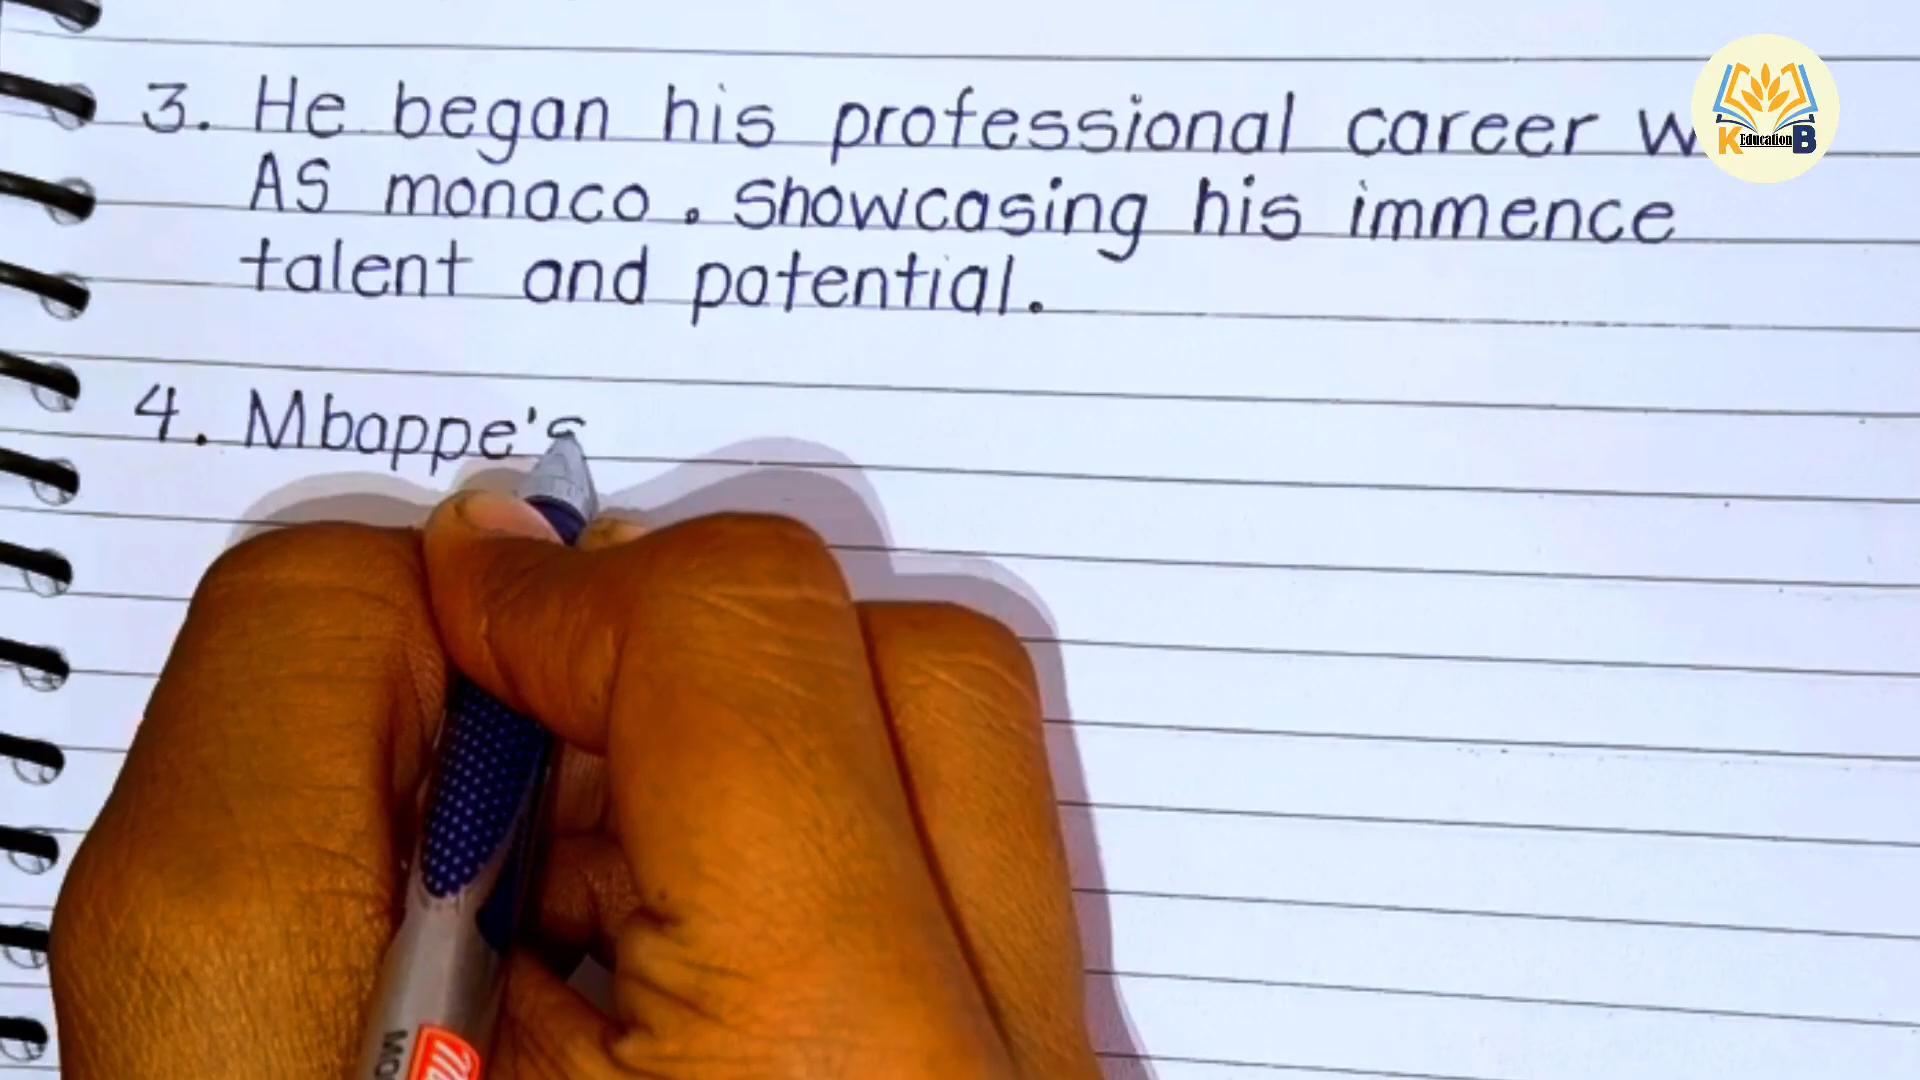 3. He began his professional career w
AS monaco. Showcasing his immence
talent and potential.
4. Mbappe's
K Education B